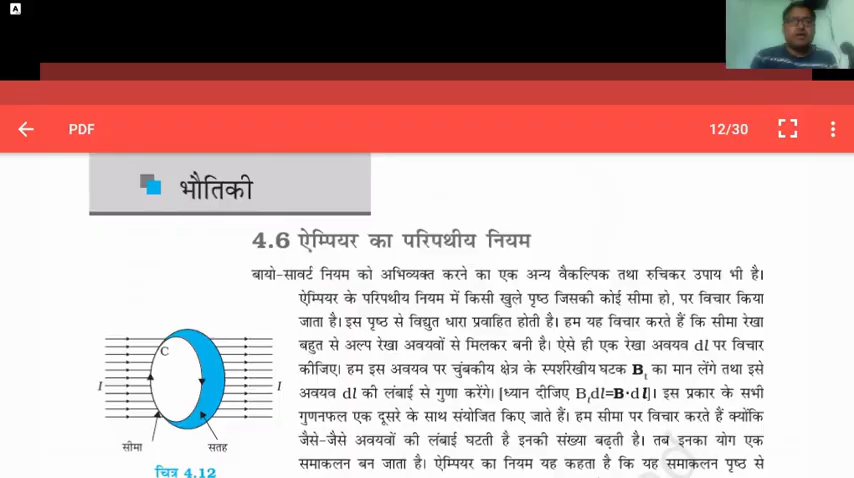 A
PDF
12/30
भौतिकी
4.6 ऐम्पियर का परिपथीय नियम
बायो-सावर्ट नियम को अभिव्यक्त करने का एक अन्य वैकल्पिक तथा रुचिकर उपाय भी है।
ऐम्पियर के परिपथीय नियम में किसी खुले पृष्ठ जिसकी कोई सीमा हो, पर विचार किया
जाता है। इस पृष्ठ से विद्युत धारा प्रवाहित होती है। हम यह विचार करते हैं कि सीमा रेखा
बहुत से अल्प रेखा अवयवों से मिलकर बनी है। ऐसे ही एक रेखा अवयव dl पर विचार
कीजिए। हम इस अवयव पर चुंबकीय क्षेत्र के स्पर्शरेखीय घटक Bt का मान लेंगे तथा इसे
अवयव dl की लंबाई से गुणा करेंगे। [ध्यान दीजिए Btdl=B·dl]। इस प्रकार के सभी
गुणनफल एक दूसरे के साथ संयोजित किए जाते हैं। हम सीमा पर विचार करते हैं क्योंकि
जैसे-जैसे अवयवों की लंबाई घटती है इनकी संख्या बढ़ती है। तब इनका योग एक
समाकलन बन जाता है। ऐम्पियर का नियम यह कहता है कि यह समाकलन पृष्ठ से
C
I
I
सीमा
सतह
चित्र 4.12